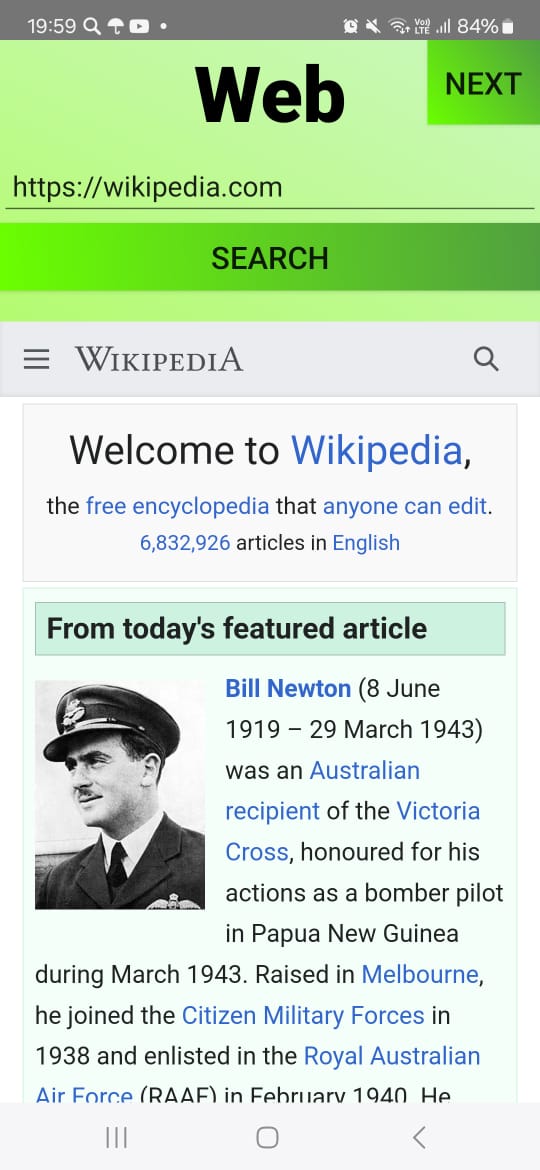 19:59
Vo))
LTE
84%
Web
NEXT
https://wikipedia.com
SEARCH
WIKIPEDIA
Welcome to Wikipedia,
the free encyclopedia that anyone can edit.
6,832,926 articles in English
From today's featured article
Bill Newton (8 June
1919 – 29 March 1943)
was an Australian
recipient of the Victoria
Cross, honoured for his
actions as a bomber pilot
in Papua New Guinea
during March 1943. Raised in Melbourne,
he joined the Citizen Military Forces in
1938 and enlisted in the Royal Australian
Air Force (RAAF) in February 1940. He